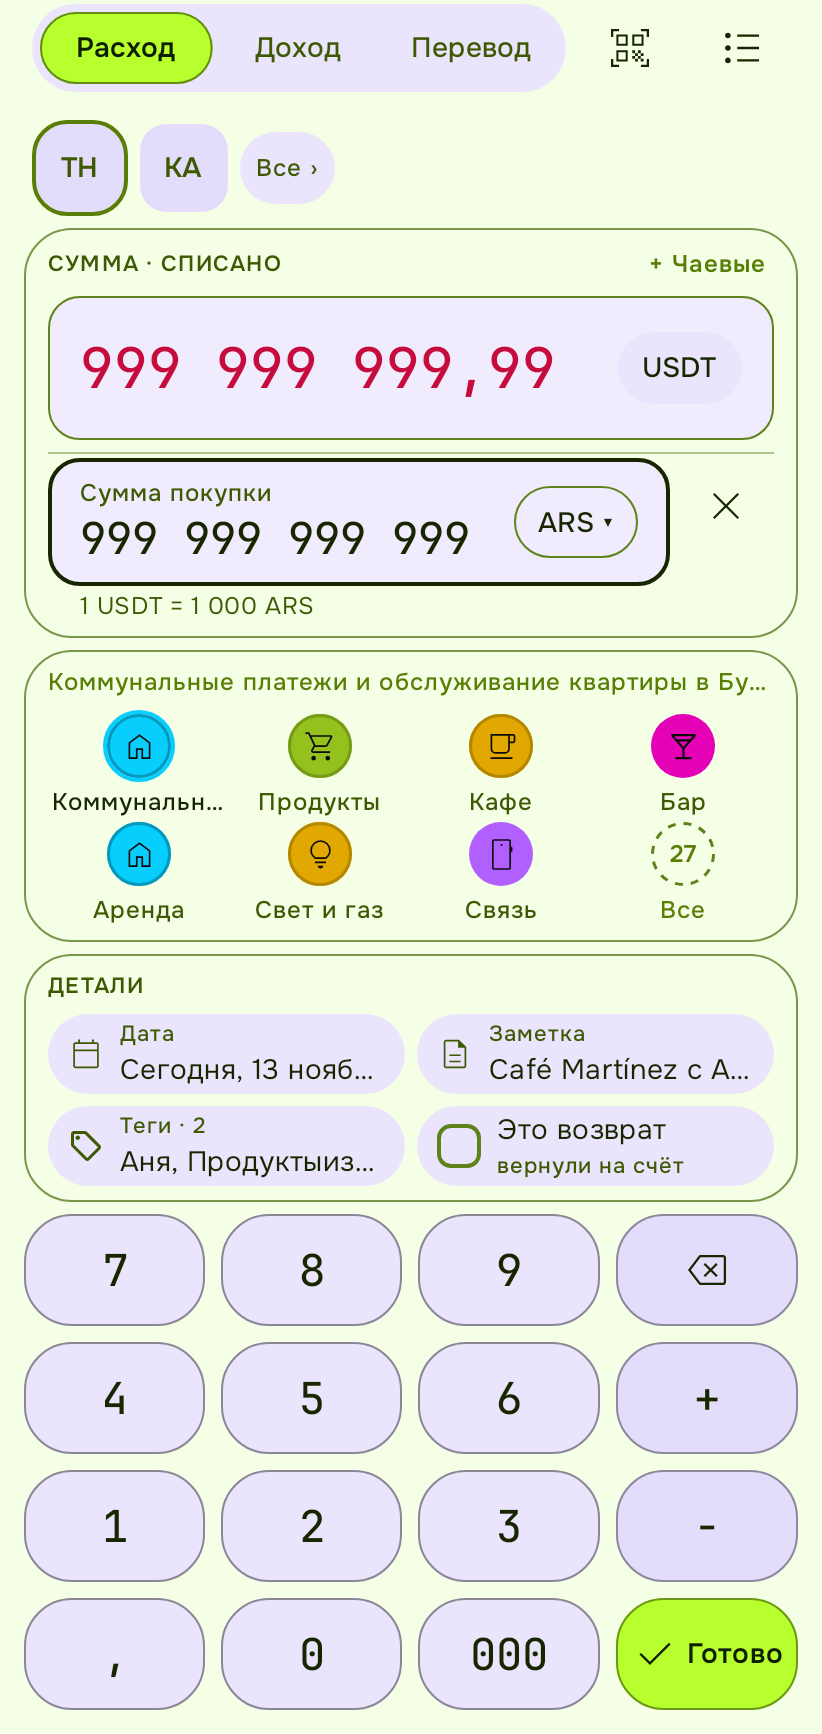 Расход Доход Перевод
TH KA Все ›
СУММА · СПИСАНО + Чаевые
999 999 999,99 USDT
Сумма покупки
999 999 999 999 ARS ▾
1 USDT = 1 000 ARS
Коммунальные платежи и обслуживание квартиры в Бу…
Коммунальн… Продукты Кафе Бар
27
Аренда Свет и газ Связь Все
ДЕТАЛИ
Дата
Сегодня, 13 нояб…
Заметка
Café Martínez с А…
Теги · 2
Аня, Продуктыиз…
Это возврат
вернули на счёт
7 8 9
4 5 6 +
1 2 3 -
, 0 000 Готово